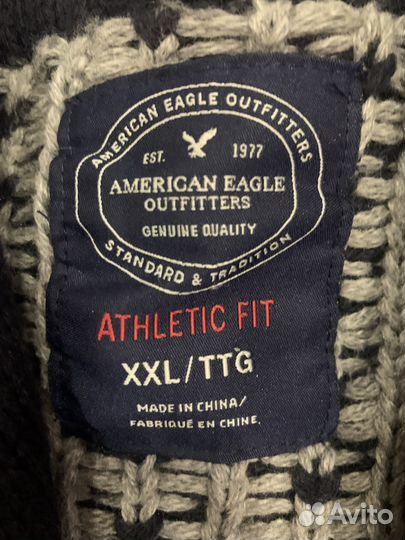 AMERICAN EAGLE OUTFITTERS
EST. 1977
AMERICAN EAGLE
OUTFITTERS
GENUINE QUALITY
STANDARD & TRADITION
ATHLETIC FIT
XXL/TTG
MADE IN CHINA/
FABRIQUÉ EN CHINE.
Avito